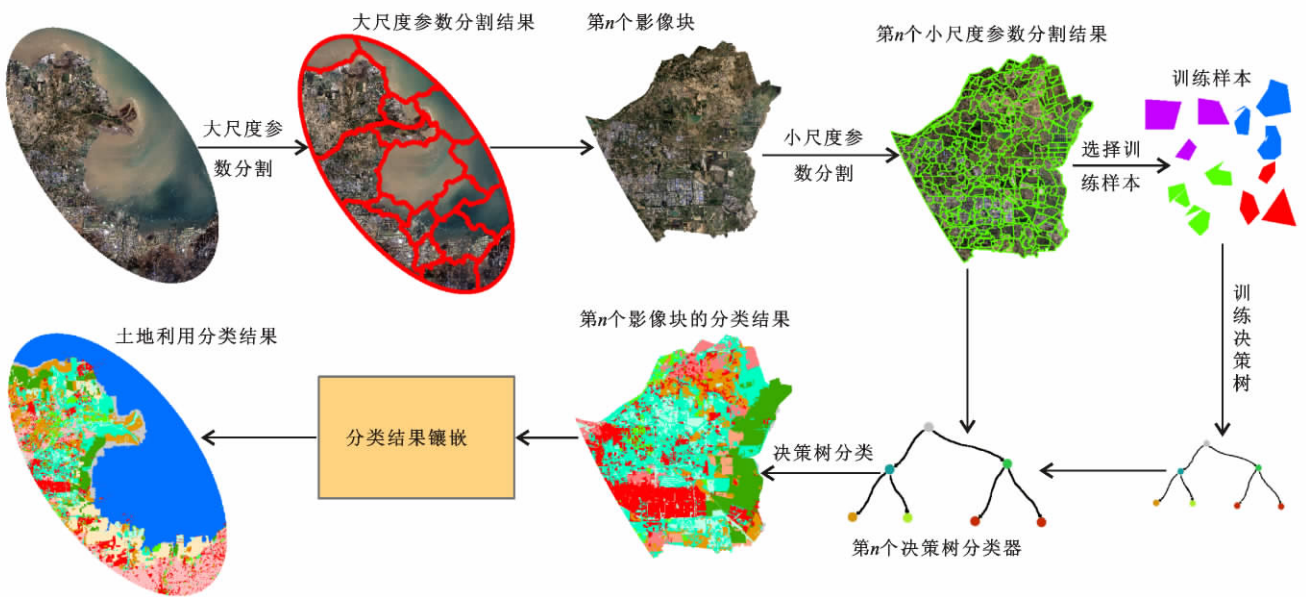 大尺度参数分割结果
第n个影像块
第n个小尺度参数分割结果
训练样本
大尺度参
数分割
小尺度参
数分割
选择训
练样本
训练决策树
土地利用分类结果
第n个影像块的分类结果
分类结果镶嵌
决策树分类
第n个决策树分类器